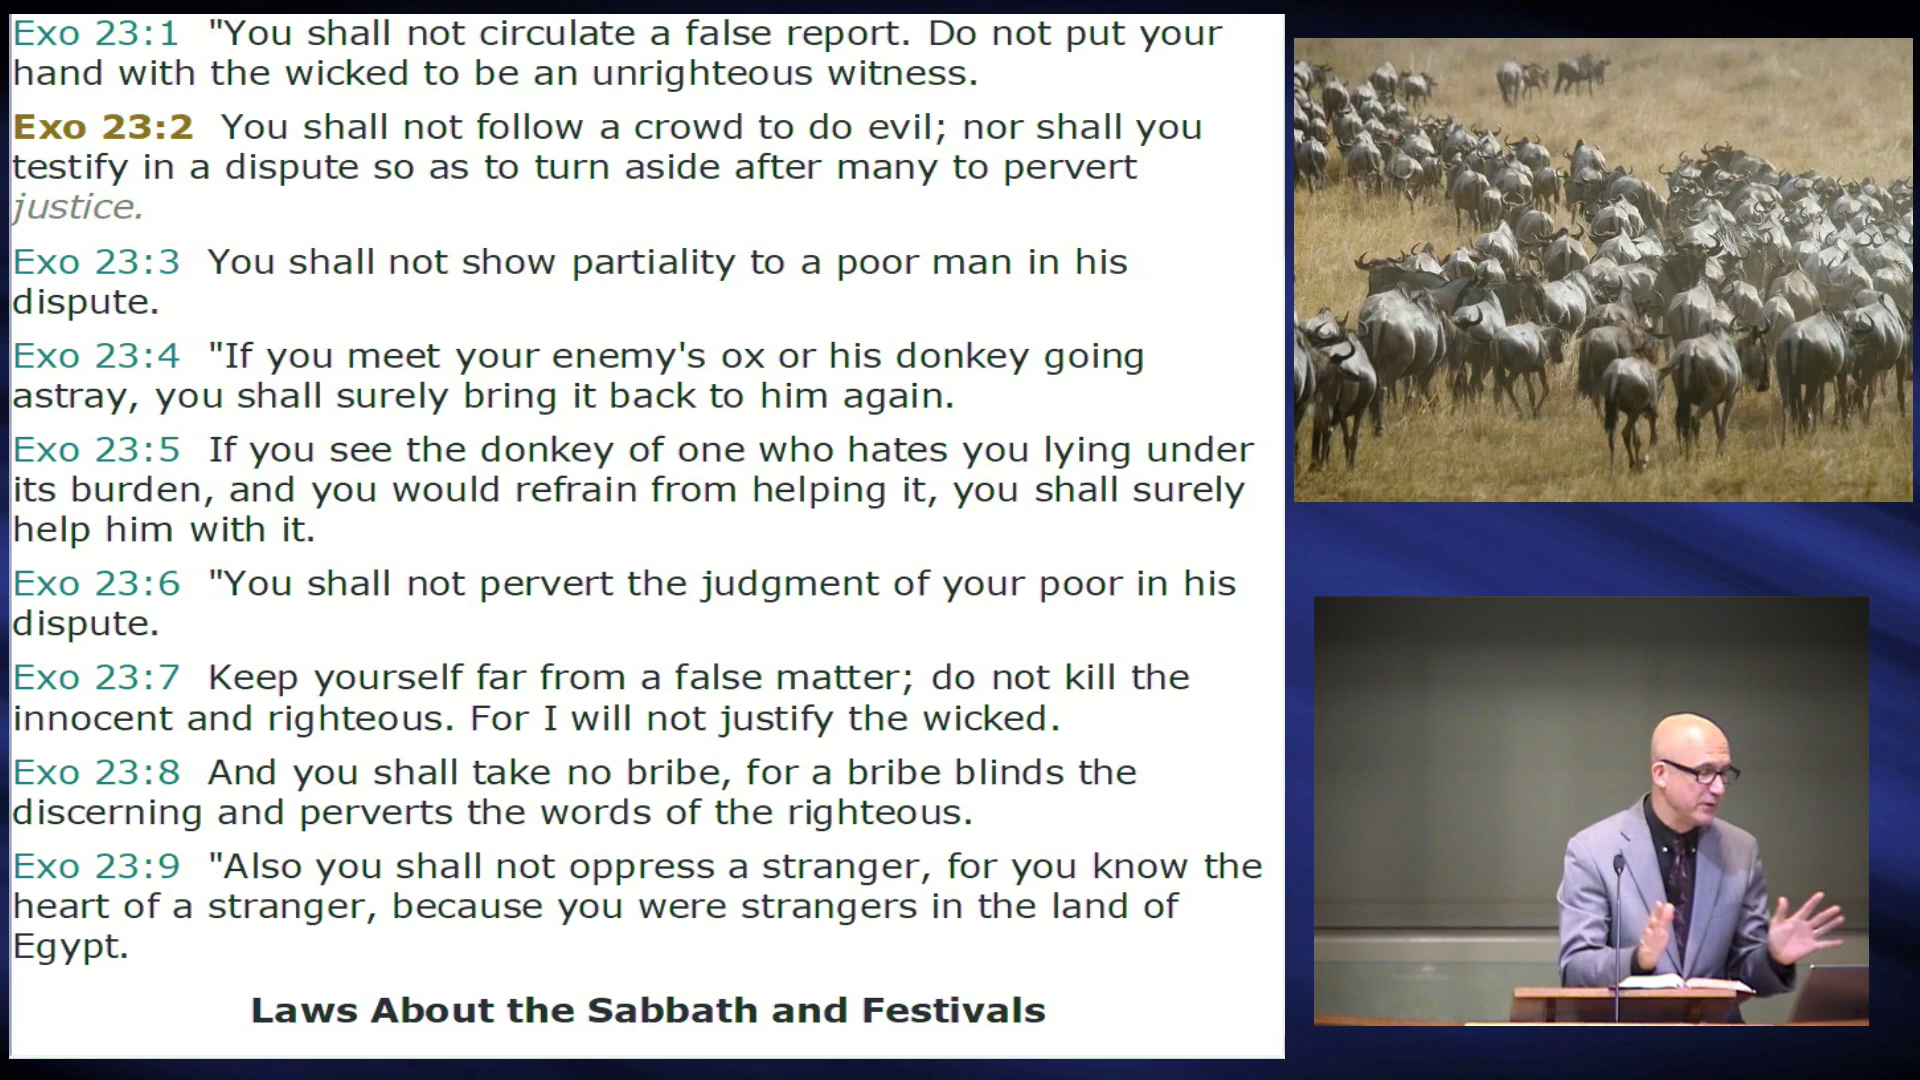 Exo 23:1 "You shall not circulate a false report. Do not put your
hand with the wicked to be an unrighteous witness.
Exo 23:2 You shall not follow a crowd to do evil; nor shall you
testify in a dispute so as to turn aside after many to pervert
justice.
Exo 23:3 You shall not show partiality to a poor man in his
dispute.
Exo 23:4 "If you meet your enemy's ox or his donkey going
astray, you shall surely bring it back to him again.
Exo 23:5 If you see the donkey of one who hates you lying under
its burden, and you would refrain from helping it, you shall surely
help him with it.
Exo 23:6 "You shall not pervert the judgment of your poor in his
dispute.
Exo 23:7 Keep yourself far from a false matter; do not kill the
innocent and righteous. For I will not justify the wicked.
Exo 23:8 And you shall take no bribe, for a bribe blinds the
discerning and perverts the words of the righteous.
Exo 23:9 "Also you shall not oppress a stranger, for you know the
heart of a stranger, because you were strangers in the land of
Egypt.
Laws About the Sabbath and Festivals